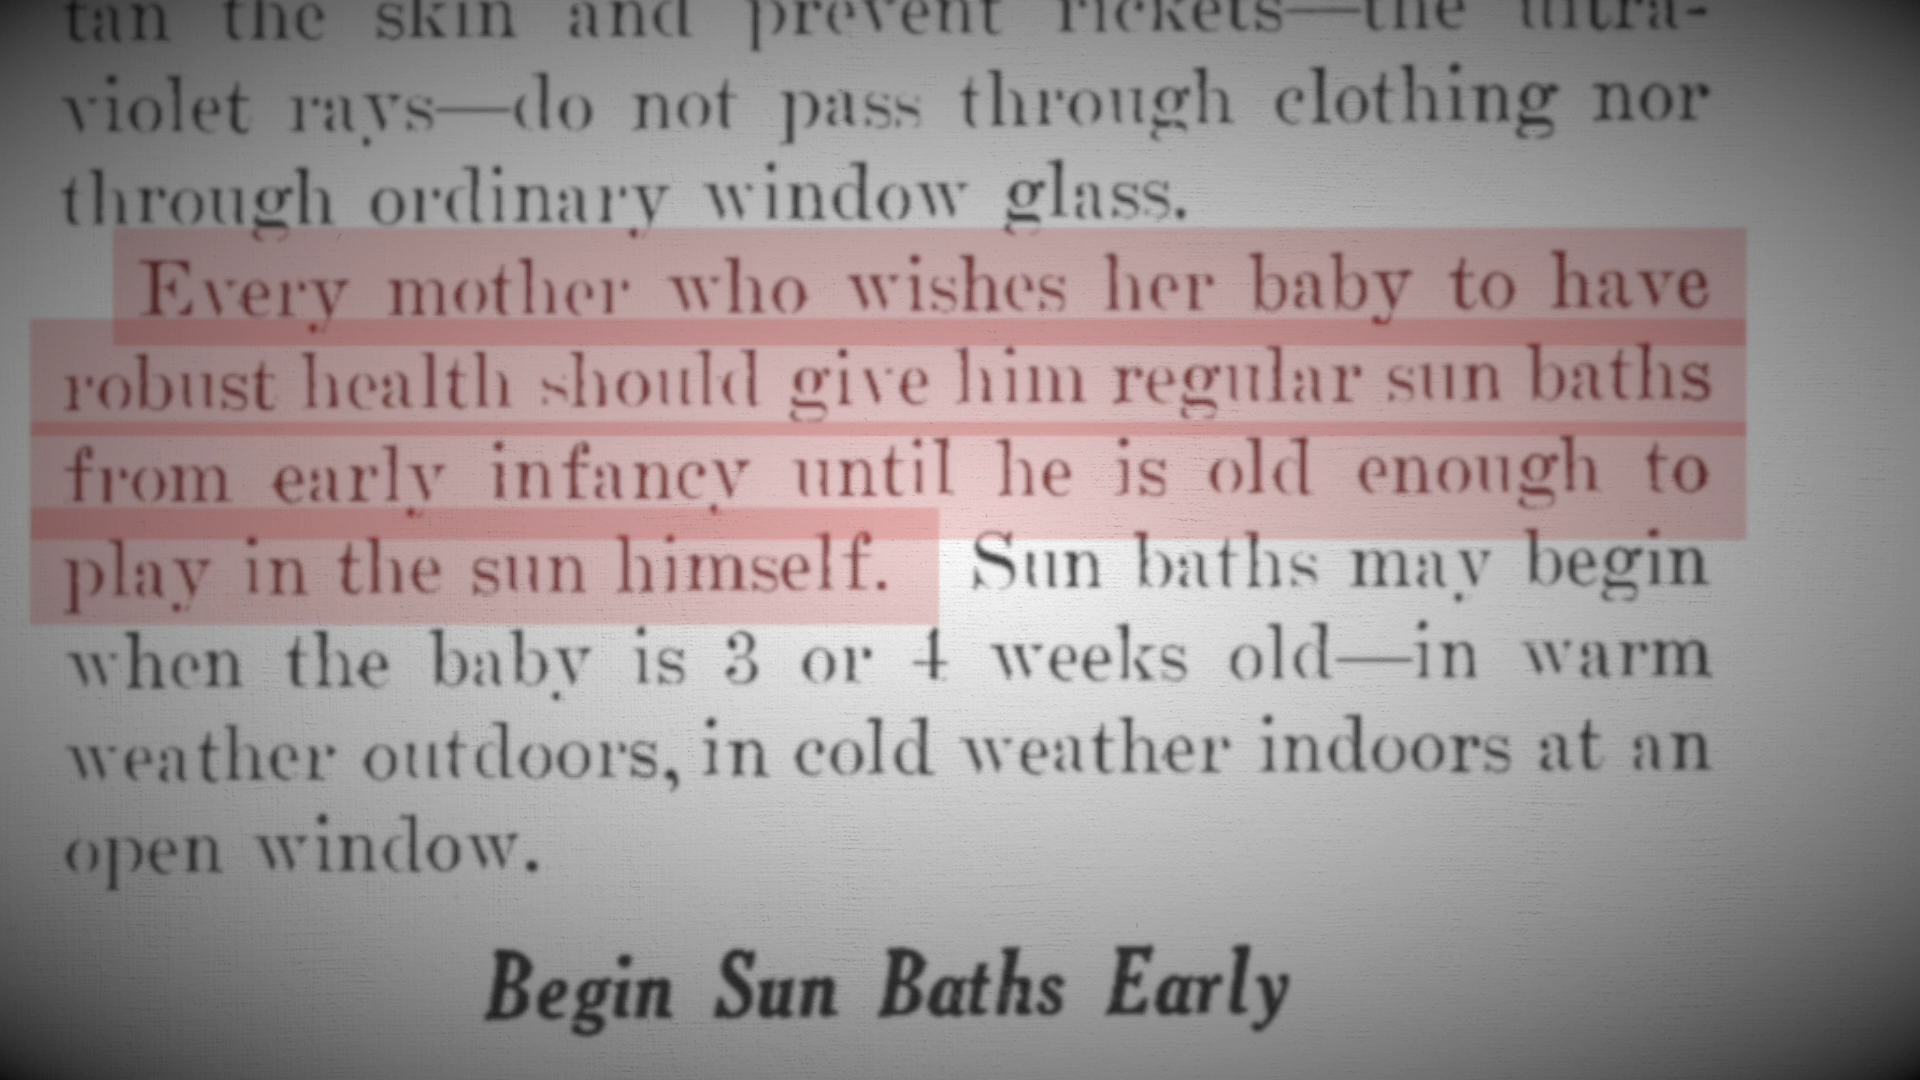 tan the skin and prevent rickets—the ultra-
violet rays—do not pass through clothing nor
through ordinary window glass.
Every mother who wishes her baby to have
robust health should give him regular sun baths
from early infancy until he is old enough to
play in the sun himself. Sun baths may begin
when the baby is 3 or 4 weeks old—in warm
weather outdoors, in cold weather indoors at an
open window.
Begin Sun Baths Early